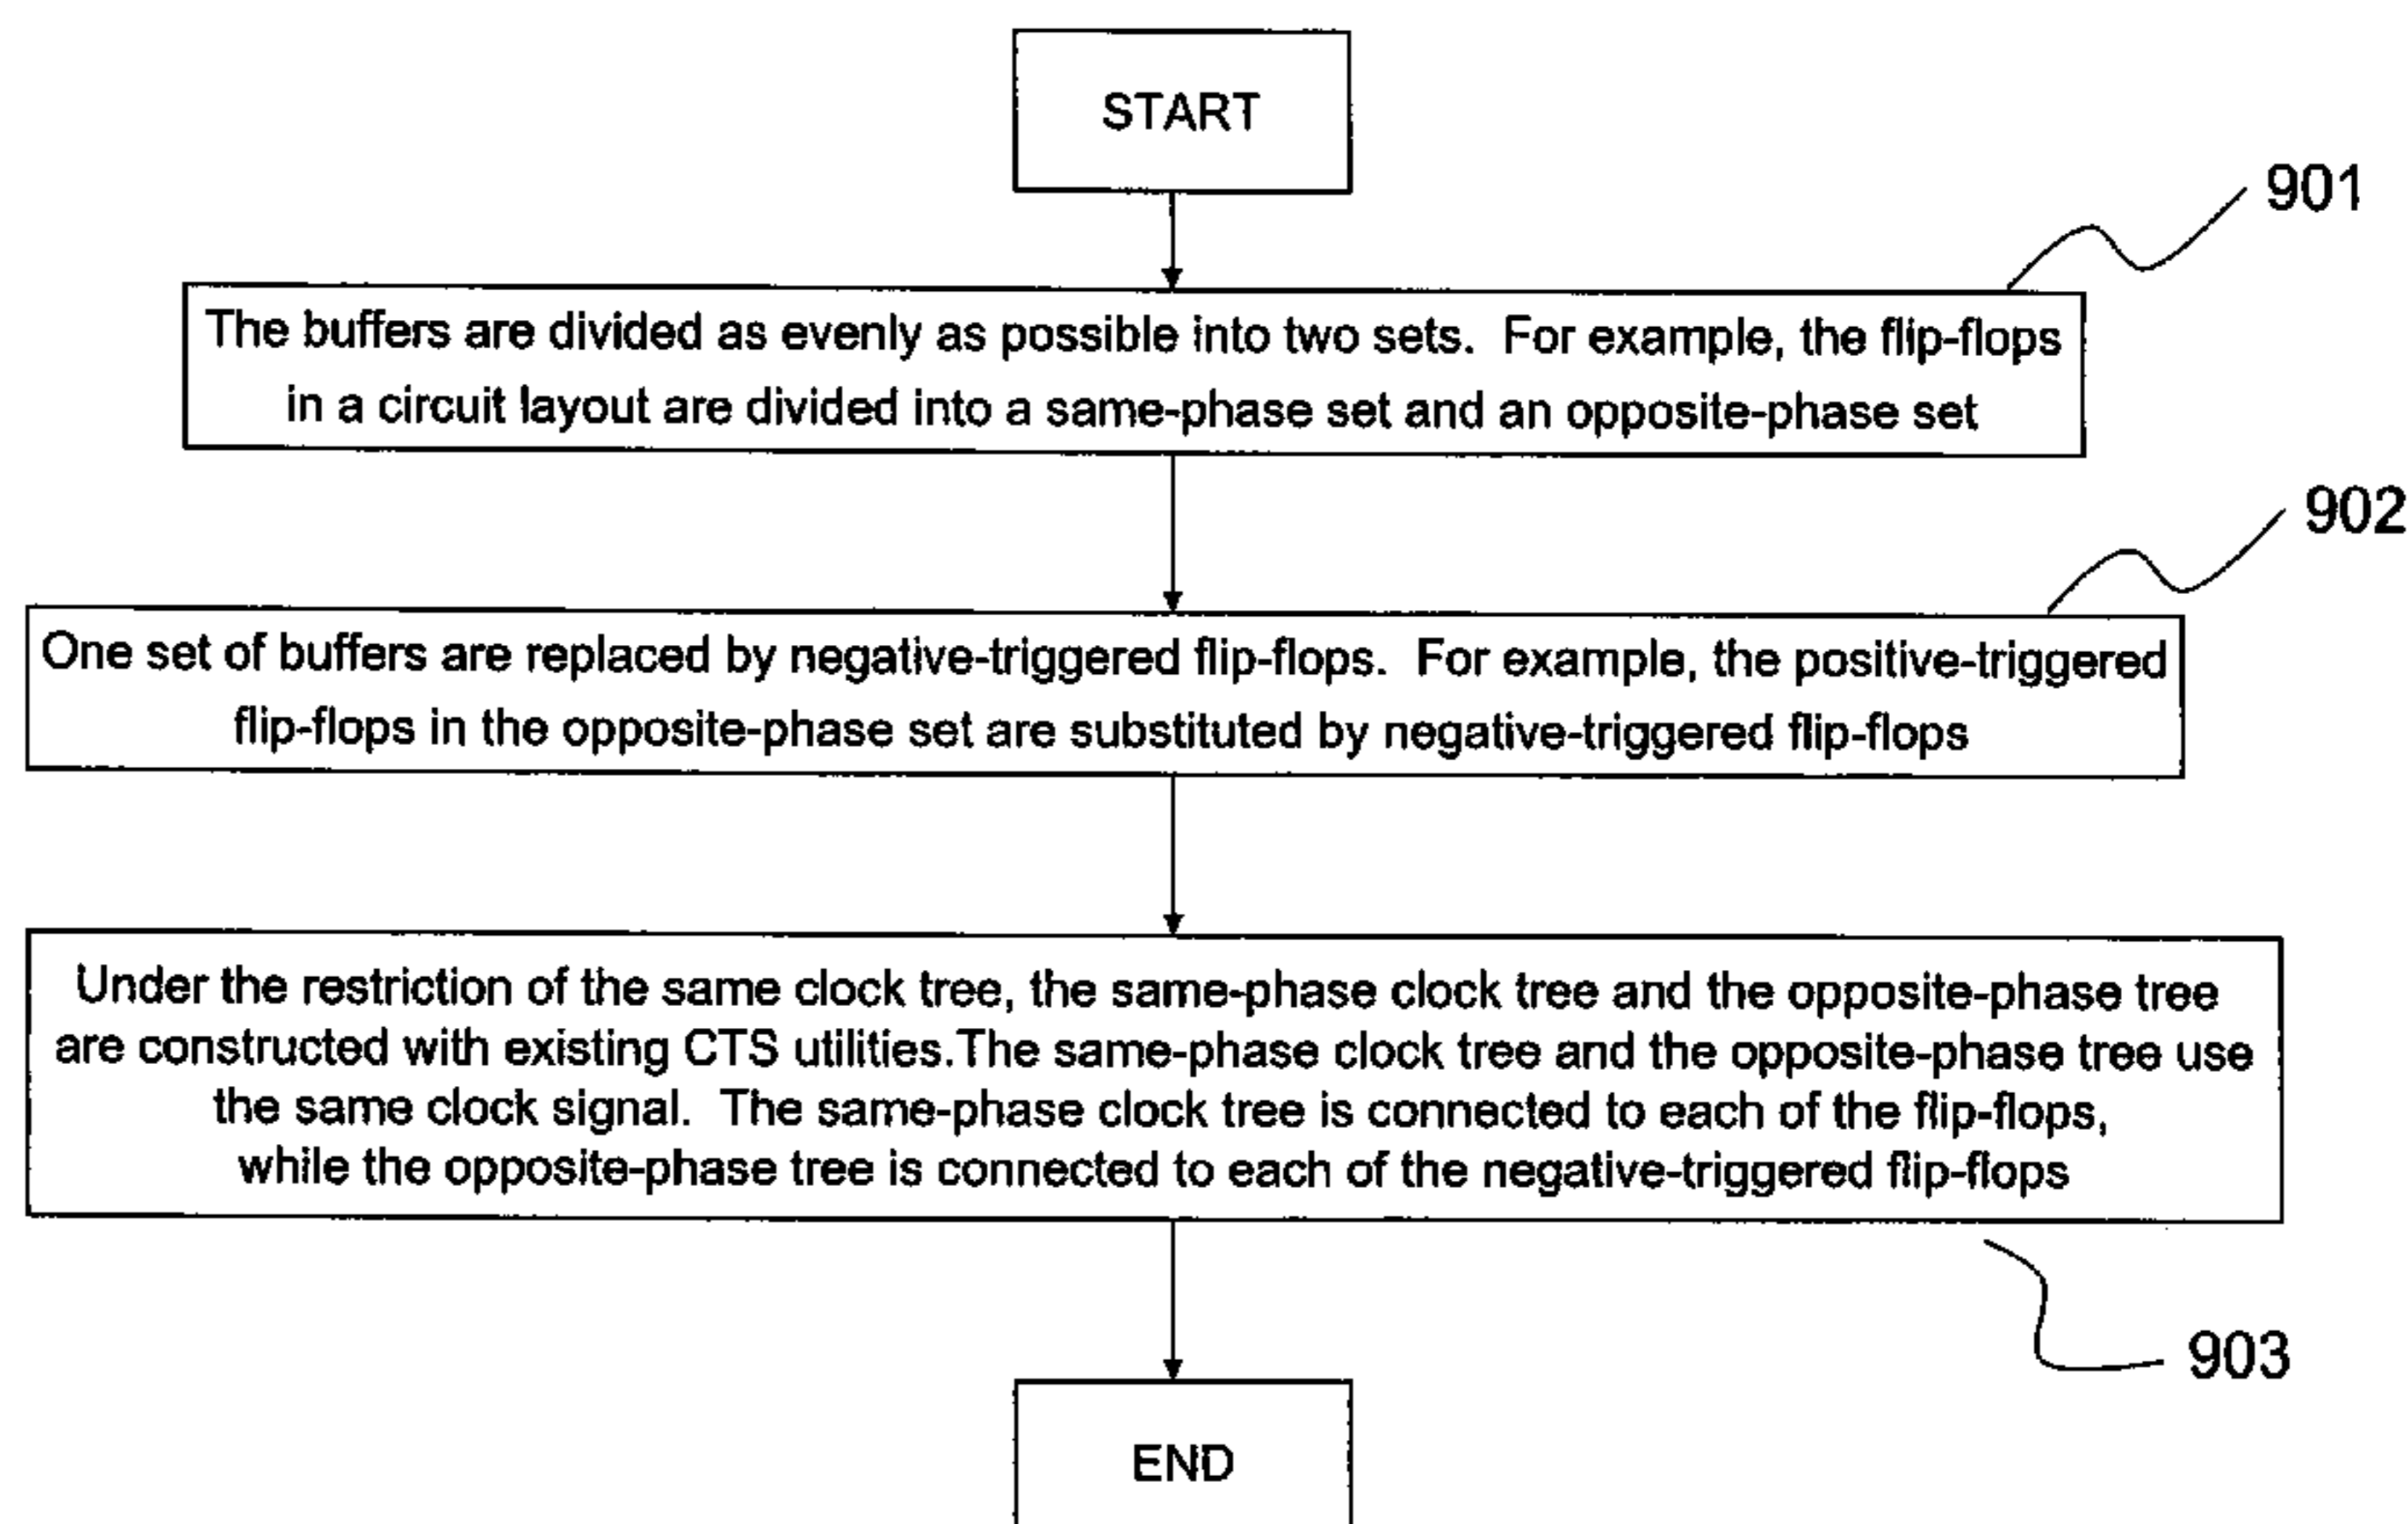 START
901
The buffers are divided as evenly as possible into two sets. For example, the flip-flops
in a circuit layout are divided into a same-phase set and an opposite-phase set
902
One set of buffers are replaced by negative-triggered flip-flops. For example, the positive-triggered
flip-flops in the opposite-phase set are substituted by negative-triggered flip-flops
Under the restriction of the same clock tree, the same-phase clock tree and the opposite-phase tree
are constructed with existing CTS utilities.The same-phase clock tree and the opposite-phase tree use
the same clock signal. The same-phase clock tree is connected to each of the flip-flops,
while the opposite-phase tree is connected to each of the negative-triggered flip-flops
903
END